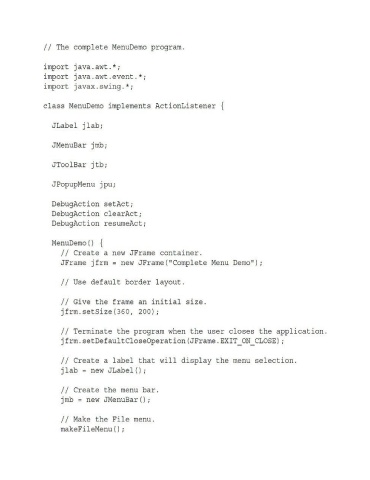 // The complete MenuDemo program.

import java.awt.*;
import java.awt.event.*;
import javax.swing.*;

class MenuDemo implements ActionListener {

  JLabel jlab;

  JMenuBar jmb;

  JToolBar jtb;

  JPopupMenu jpu;

  DebugAction setAct;
  DebugAction clearAct;
  DebugAction resumeAct;

  MenuDemo() {
    // Create a new JFrame container.
    JFrame jfrm = new JFrame("Complete Menu Demo");

    // Use default border layout.

    // Give the frame an initial size.
    jfrm.setSize(360, 200);

    // Terminate the program when the user closes the application.
    jfrm.setDefaultCloseOperation(JFrame.EXIT_ON_CLOSE);

    // Create a label that will display the menu selection.
    jlab = new JLabel();

    // Create the menu bar.
    jmb = new JMenuBar();

    // Make the File menu.
    makeFileMenu();